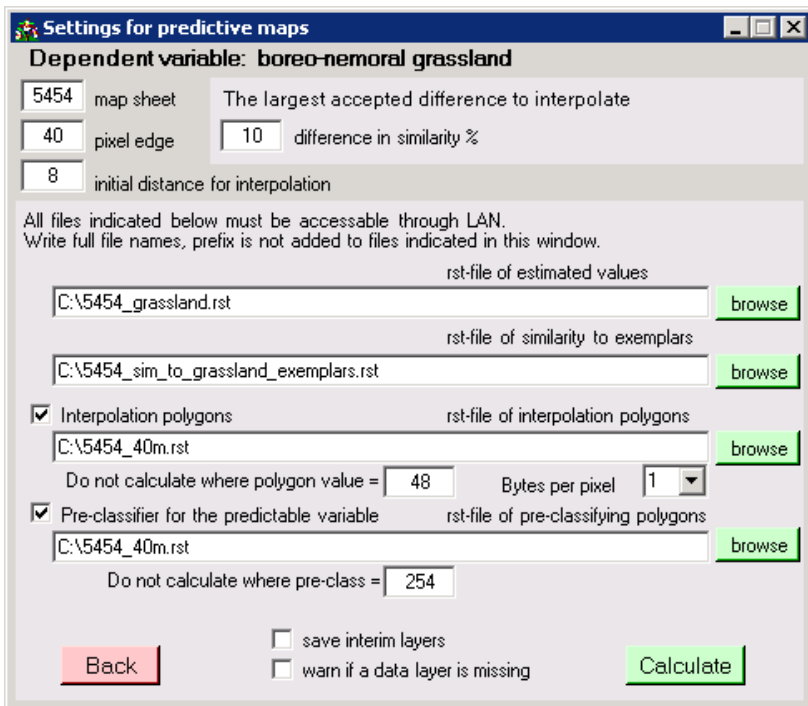 Settings for predictive maps
Dependent variable: boreo-nemoral grassland
5454 map sheet
The largest accepted difference to interpolate
40 pixel edge
10 difference in similarity %
8 initial distance for interpolation
All files indicated below must be accessable through LAN.
Write full file names, prefix is not added to files indicated in this window.
rst-file of estimated values
C:\5454_grassland.rst browse
rst-file of similarity to exemplars
C:\5454_sim_to_grassland_exemplars.rst browse
Interpolation polygons rst-file of interpolation polygons
C:\5454_40m.rst browse
Do not calculate where polygon value = 48 Bytes per pixel 1
Pre-classifier for the predictable variable rst-file of pre-classifying polygons
C:\5454_40m.rst browse
Do not calculate where pre-class = 254
save interim layers
Back warn if a data layer is missing Calculate